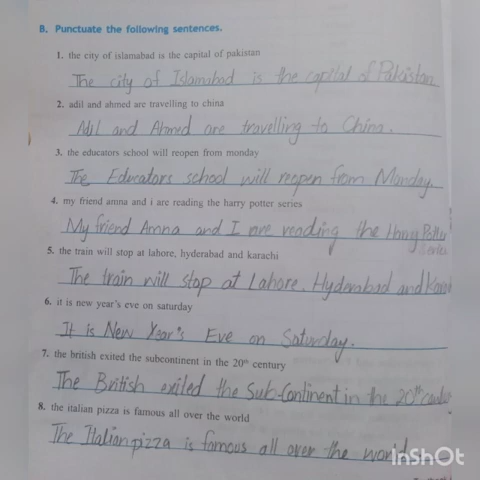 B. Punctuate the following sentences.
1. the city of islamabad is the capital of pakistan
The city of Islamabad is the capital of Pakistan
2. adil and ahmed are travelling to china
Adil and Ahmed are travelling to China.
3. the educators school will reopen from monday
The Educators school will reopen from Monday.
4. my friend amna and i are reading the harry potter series
My friend Amna and I are reading the Harry Potter
Series
5. the train will stop at lahore, hyderabad and karachi
The train will stop at Lahore, Hyderabad and
6. it is new year's eve on saturday
It is New Year's Eve on Saturday.
7. the british exited the subcontinent in the 20th century
The British exited the Sub-Continent in the 20th
8. the italian pizza is famous all over the world
The Italian pizza is famous all over the world
InShOt